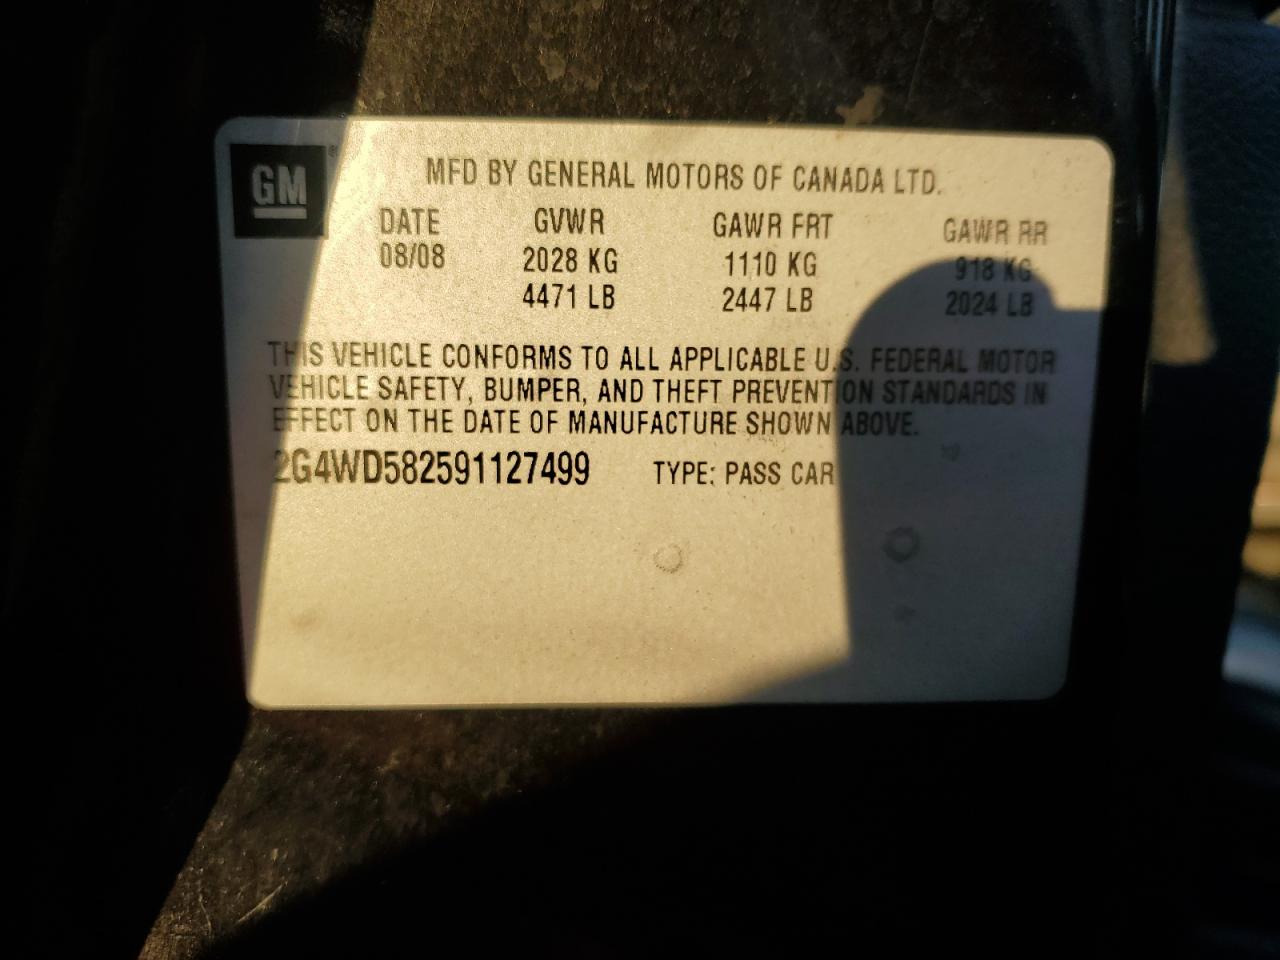 GM
MFD BY GENERAL MOTORS OF CANADA LTD.
DATE GVWR GAWR FRT GAWR RR
08/08 2028 KG 1110 KG 918 KG
4471 LB 2447 LB 2024 LB
THIS VEHICLE CONFORMS TO ALL APPLICABLE U.S. FEDERAL MOTOR
VEHICLE SAFETY, BUMPER, AND THEFT PREVENTION STANDARDS IN
EFFECT ON THE DATE OF MANUFACTURE SHOWN ABOVE.
2G4WD582591127499 TYPE: PASS CAR